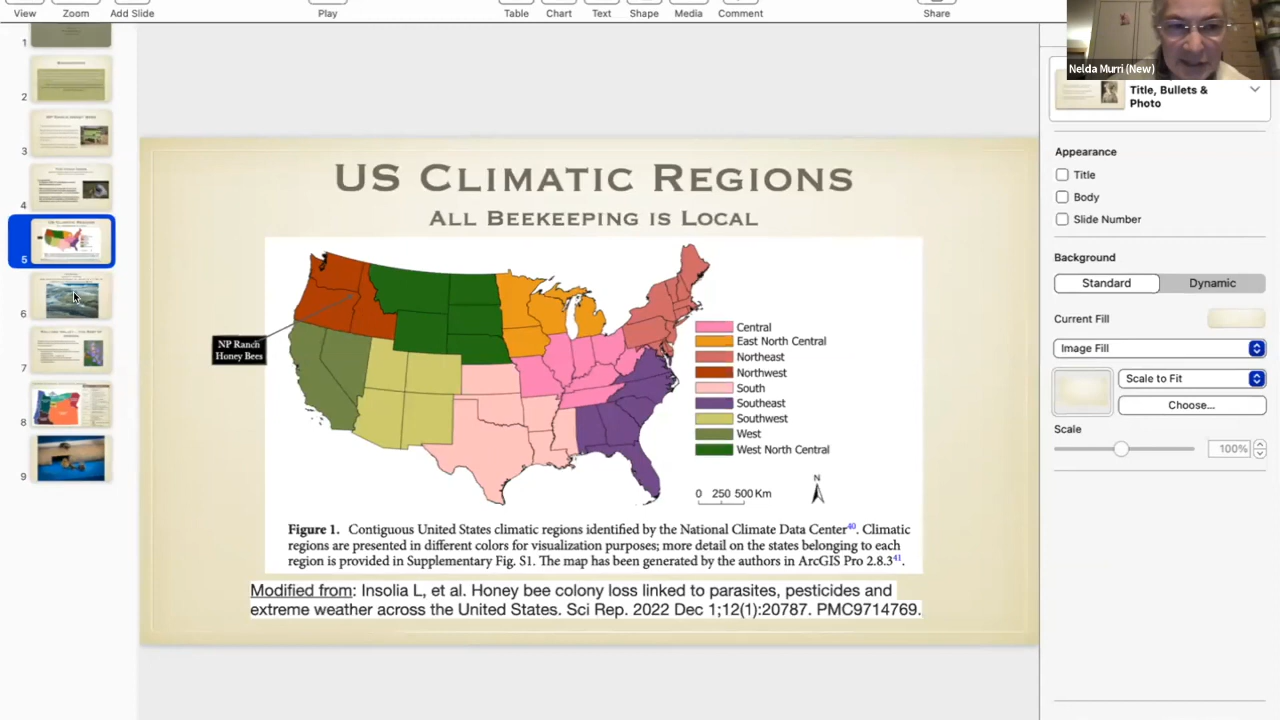 View
Zoom
Add Slide
Play
Table
Chart
Text
Shape
Media
Comment
Share
Nelda Murri (New)
Title, Bullets &
Photo
1
2
3
4
5
6
7
8
9
US Climatic Regions
All Beekeeping is Local
NP Ranch
Honey Bees
Central
East North Central
Northeast
Northwest
South
Southeast
Southwest
West
West North Central
N
0 250 500 Km
Figure 1. Contiguous United States climatic regions identified by the National Climate Data Center40. Climatic
regions are presented in different colors for visualization purposes; more detail on the states belonging to each
region is provided in Supplementary Fig. S1. The map has been generated by the authors in ArcGIS Pro 2.8.341.
Modified from: Insolia L, et al. Honey bee colony loss linked to parasites, pesticides and
extreme weather across the United States. Sci Rep. 2022 Dec 1;12(1):20787. PMC9714769.
Appearance
Title
Body
Slide Number
Background
Standard
Dynamic
Current Fill
Image Fill
Scale to Fit
Choose...
Scale
100%